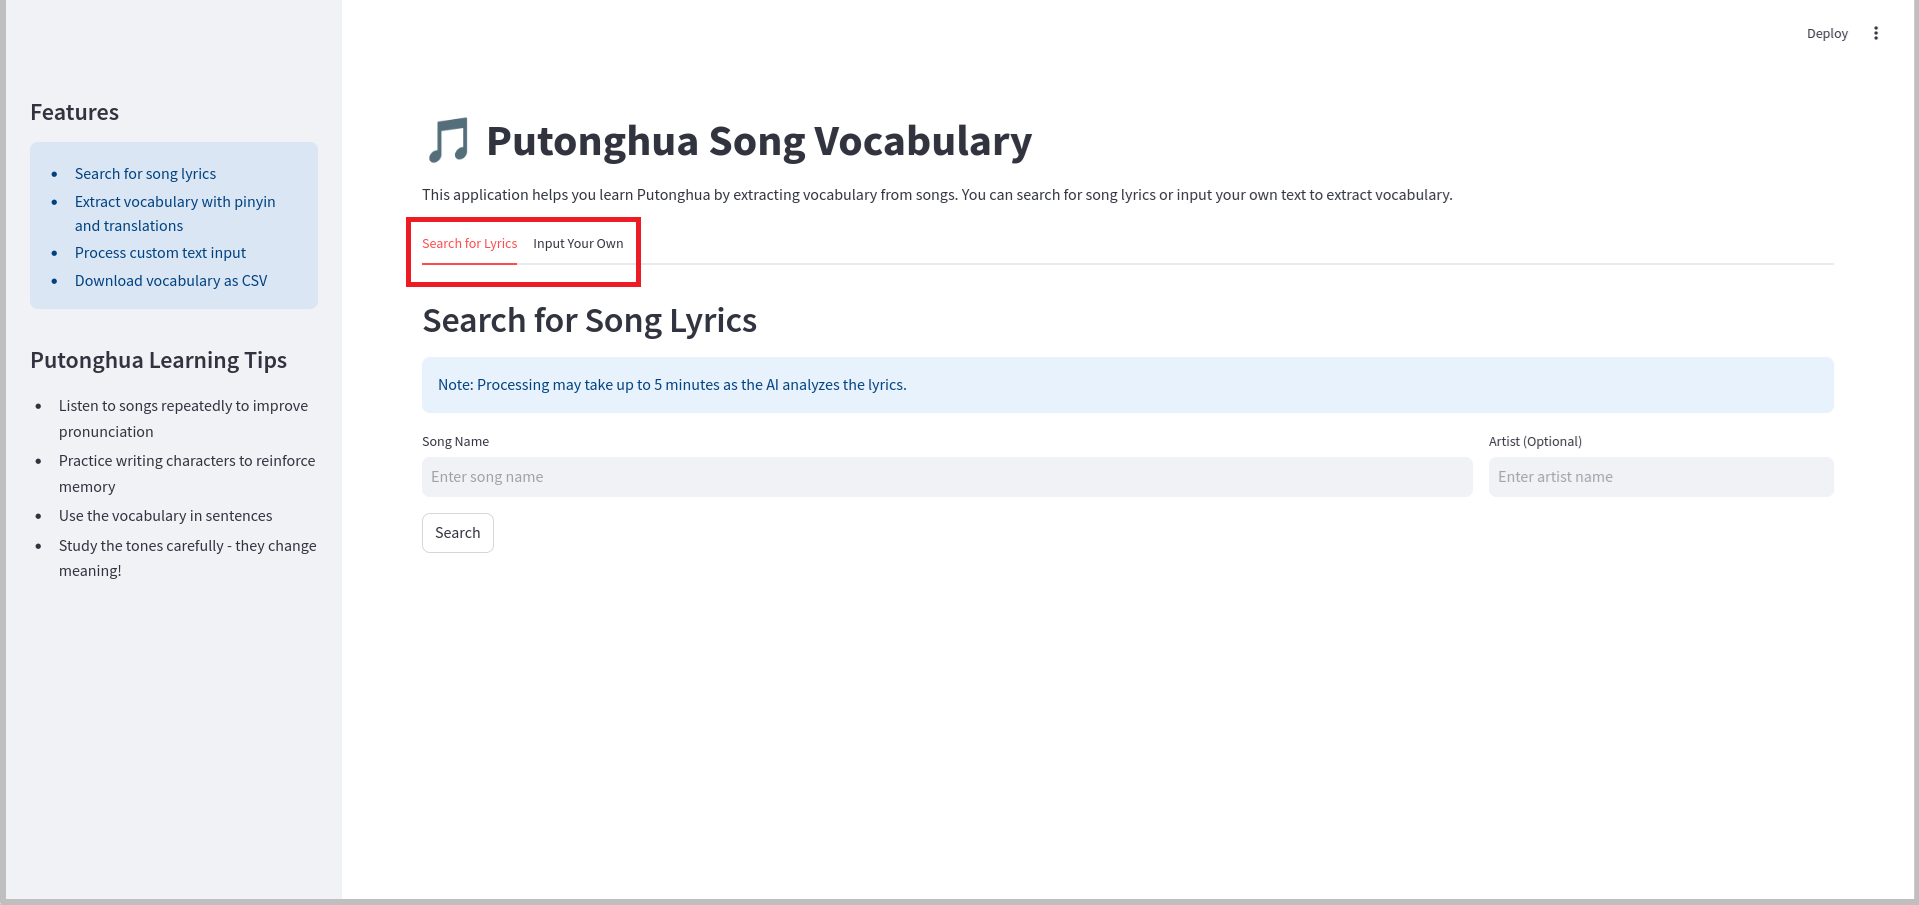 Deploy
Features
Search for song lyrics
Extract vocabulary with pinyin
and translations
Process custom text input
Download vocabulary as CSV
Putonghua Learning Tips
Listen to songs repeatedly to improve
pronunciation
Practice writing characters to reinforce
memory
Use the vocabulary in sentences
Study the tones carefully - they change
meaning!
Putonghua Song Vocabulary
This application helps you learn Putonghua by extracting vocabulary from songs. You can search for song lyrics or input your own text to extract vocabulary.
Search for Lyrics Input Your Own
Search for Song Lyrics
Note: Processing may take up to 5 minutes as the AI analyzes the lyrics.
Song Name Artist (Optional)
Enter song name Enter artist name
Search